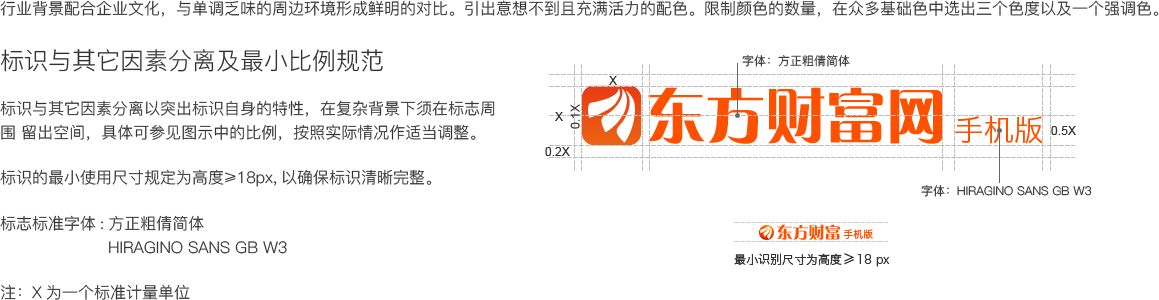 行业背景配合企业文化，与单调乏味的周边环境形成鲜明的对比。引出意想不到且充满活力的配色。限制颜色的数量，在众多基础色中选出三个色度以及一个强调色。
标识与其它因素分离及最小比例规范
标识与其它因素分离以突出标识自身的特性，在复杂背景下须在标志周
围 留出空间，具体可参见图示中的比例，按照实际情况作适当调整。
标识的最小使用尺寸规定为高度≥18px, 以确保标识清晰完整。
标志标准字体 : 方正粗倩简体
HIRAGINO SANS GB W3
注：X 为一个标准计量单位
字体：方正粗倩简体
X
X
0.1X
0.2X
东方财富网
手机版
0.5X
字体：HIRAGINO SANS GB W3
东方财富 手机版
最小识别尺寸为高度≥18 px